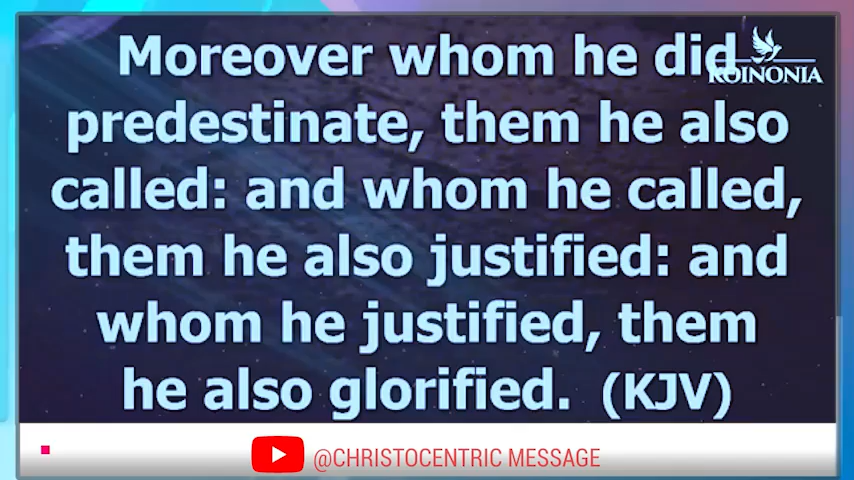 Moreover whom he did
KOINONIA
predestinate, them he also
called: and whom he called,
them he also justified: and
whom he justified, them
he also glorified. (KJV)
@CHRISTOCENTRIC MESSAGE